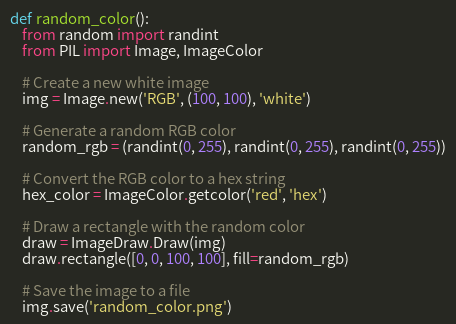 def random_color():
from random import randint
from PIL import Image, ImageColor
# Create a new white image
img = Image.new('RGB', (100, 100), 'white')
# Generate a random RGB color
random_rgb = (randint(0, 255), randint(0, 255), randint(0, 255))
# Convert the RGB color to a hex string
hex_color = ImageColor.getcolor('red', 'hex')
# Draw a rectangle with the random color
draw = ImageDraw.Draw(img)
draw.rectangle([0, 0, 100, 100], fill=random_rgb)
# Save the image to a file
img.save('random_color.png')